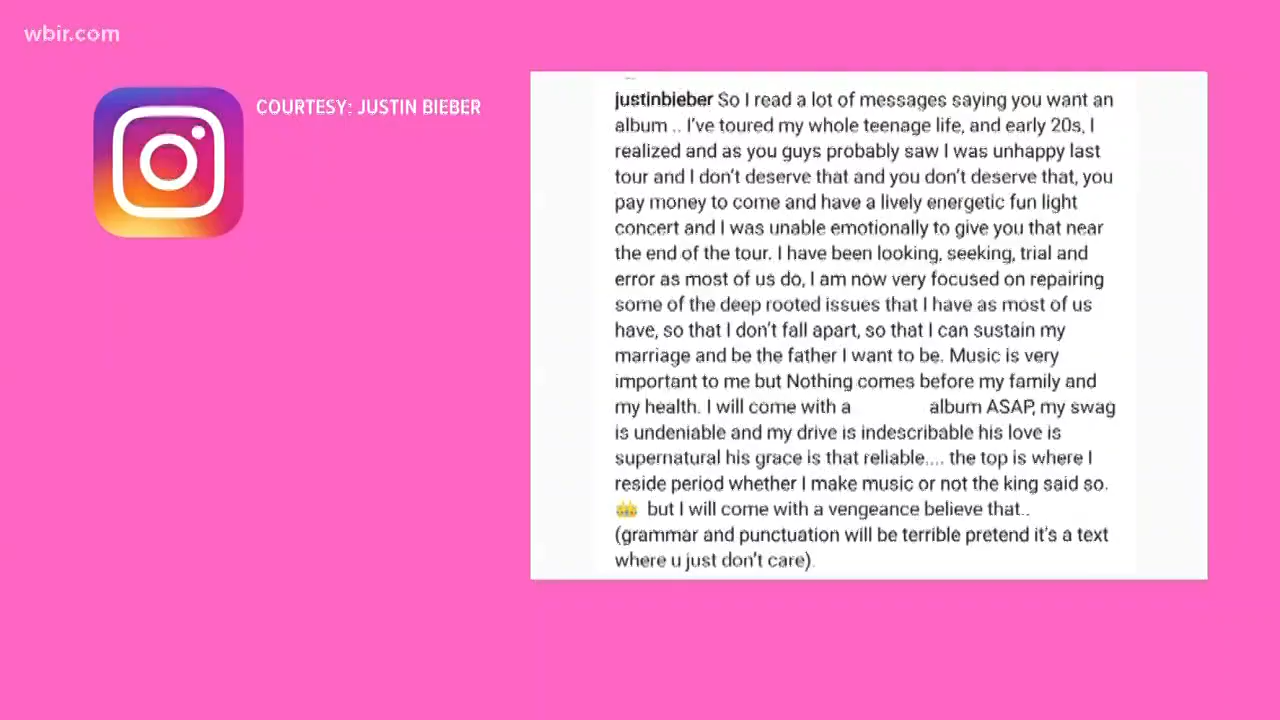 wbir.com
COURTESY: JUSTIN BIEBER
justinbieber So I read a lot of messages saying you want an
album .. I've toured my whole teenage life, and early 20s, I
realized and as you guys probably saw I was unhappy last
tour and I don't deserve that and you don't deserve that, you
pay money to come and have a lively energetic fun light
concert and I was unable emotionally to give you that near
the end of the tour. I have been looking, seeking, trial and
error as most of us do, I am now very focused on repairing
some of the deep rooted issues that I have as most of us
have, so that I don't fall apart, so that I can sustain my
marriage and be the father I want to be. Music is very
important to me but Nothing comes before my family and
my health. I will come with a album ASAP, my swag
is undeniable and my drive is indescribable his love is
supernatural his grace is that reliable.... the top is where I
reside period whether I make music or not the king said so.
👑 but I will come with a vengeance believe that..
(grammar and punctuation will be terrible pretend it's a text
where u just don't care).